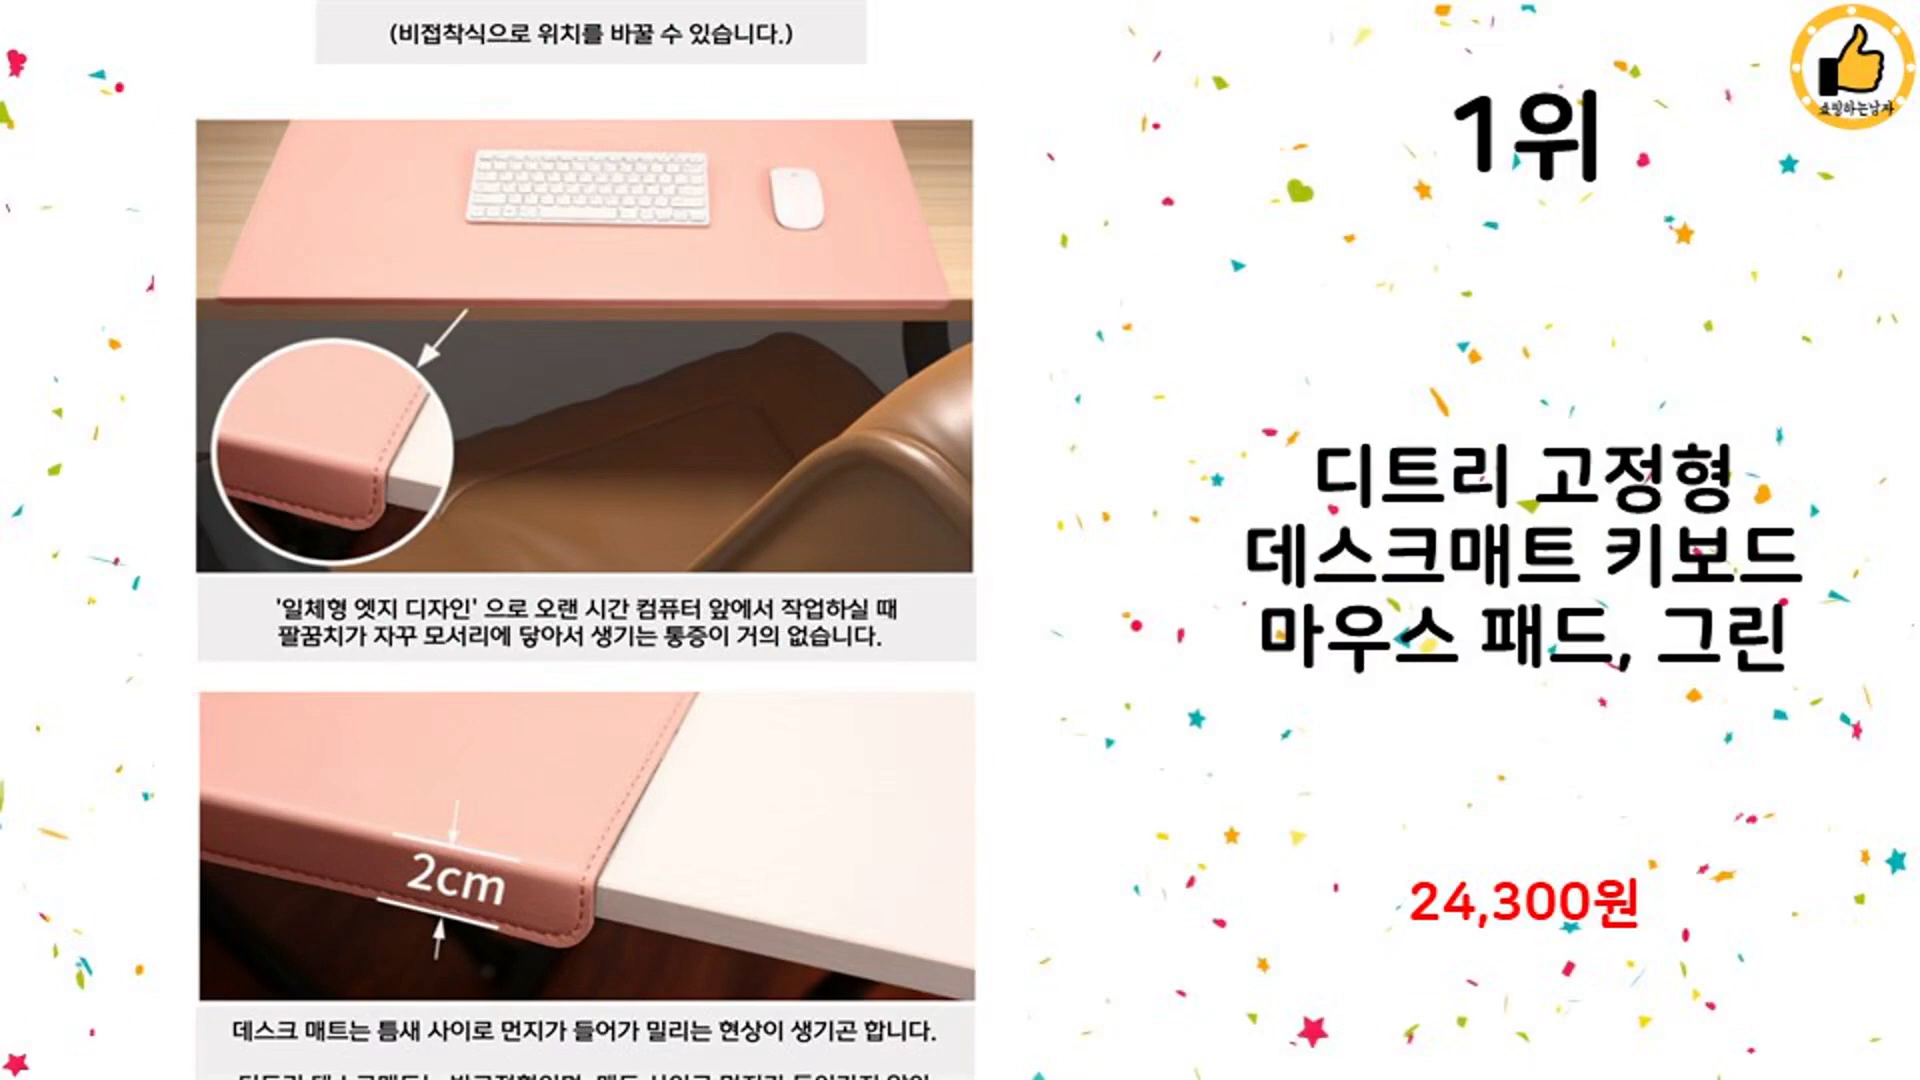 (비접착식으로 위치를 바꿀 수 있습니다.)
'일체형 엣지 디자인' 으로 오랜 시간 컴퓨터 앞에서 작업하실 때
팔꿈치가 자꾸 모서리에 닿아서 생기는 통증이 거의 없습니다.
2cm
데스크 매트는 틈새 사이로 먼지가 들어가 밀리는 현상이 생기곤 합니다.
쇼핑하는남자
1위
디트리 고정형
데스크매트 키보드
마우스 패드, 그린
24,300원